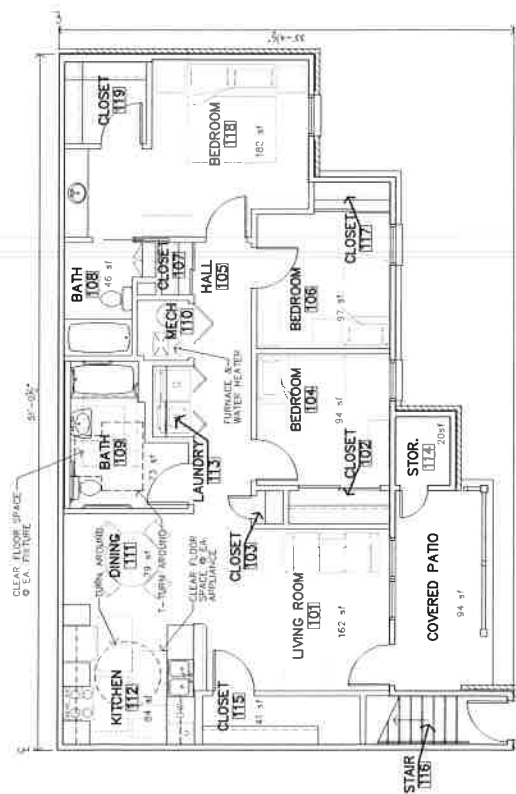 51'-0½"
CLEAR FLOOR SPACE
@ EA. FIXTURE
CLOSET
119
BEDROOM
118
182 sf
BATH
108
46 sf
CLOSET
107
HALL
105
MECH
110
FURNACE &
WATER HEATER
CLOSET
117
BEDROOM
106
97 sf
BEDROOM
104
94 sf
BATH
109
LAUNDRY
113
CLOSET
102
STOR.
114
20sf
CLOSET
103
TURN AROUND
DINING
111
79 sf
T-TURN AROUND
CLEAR FLOOR
SPACE @ EA.
APPLIANCE
LIVING ROOM
101
162 sf
COVERED PATIO
94 sf
KITCHEN
112
84 sf
CLOSET
115
41 sf
STAIR
116